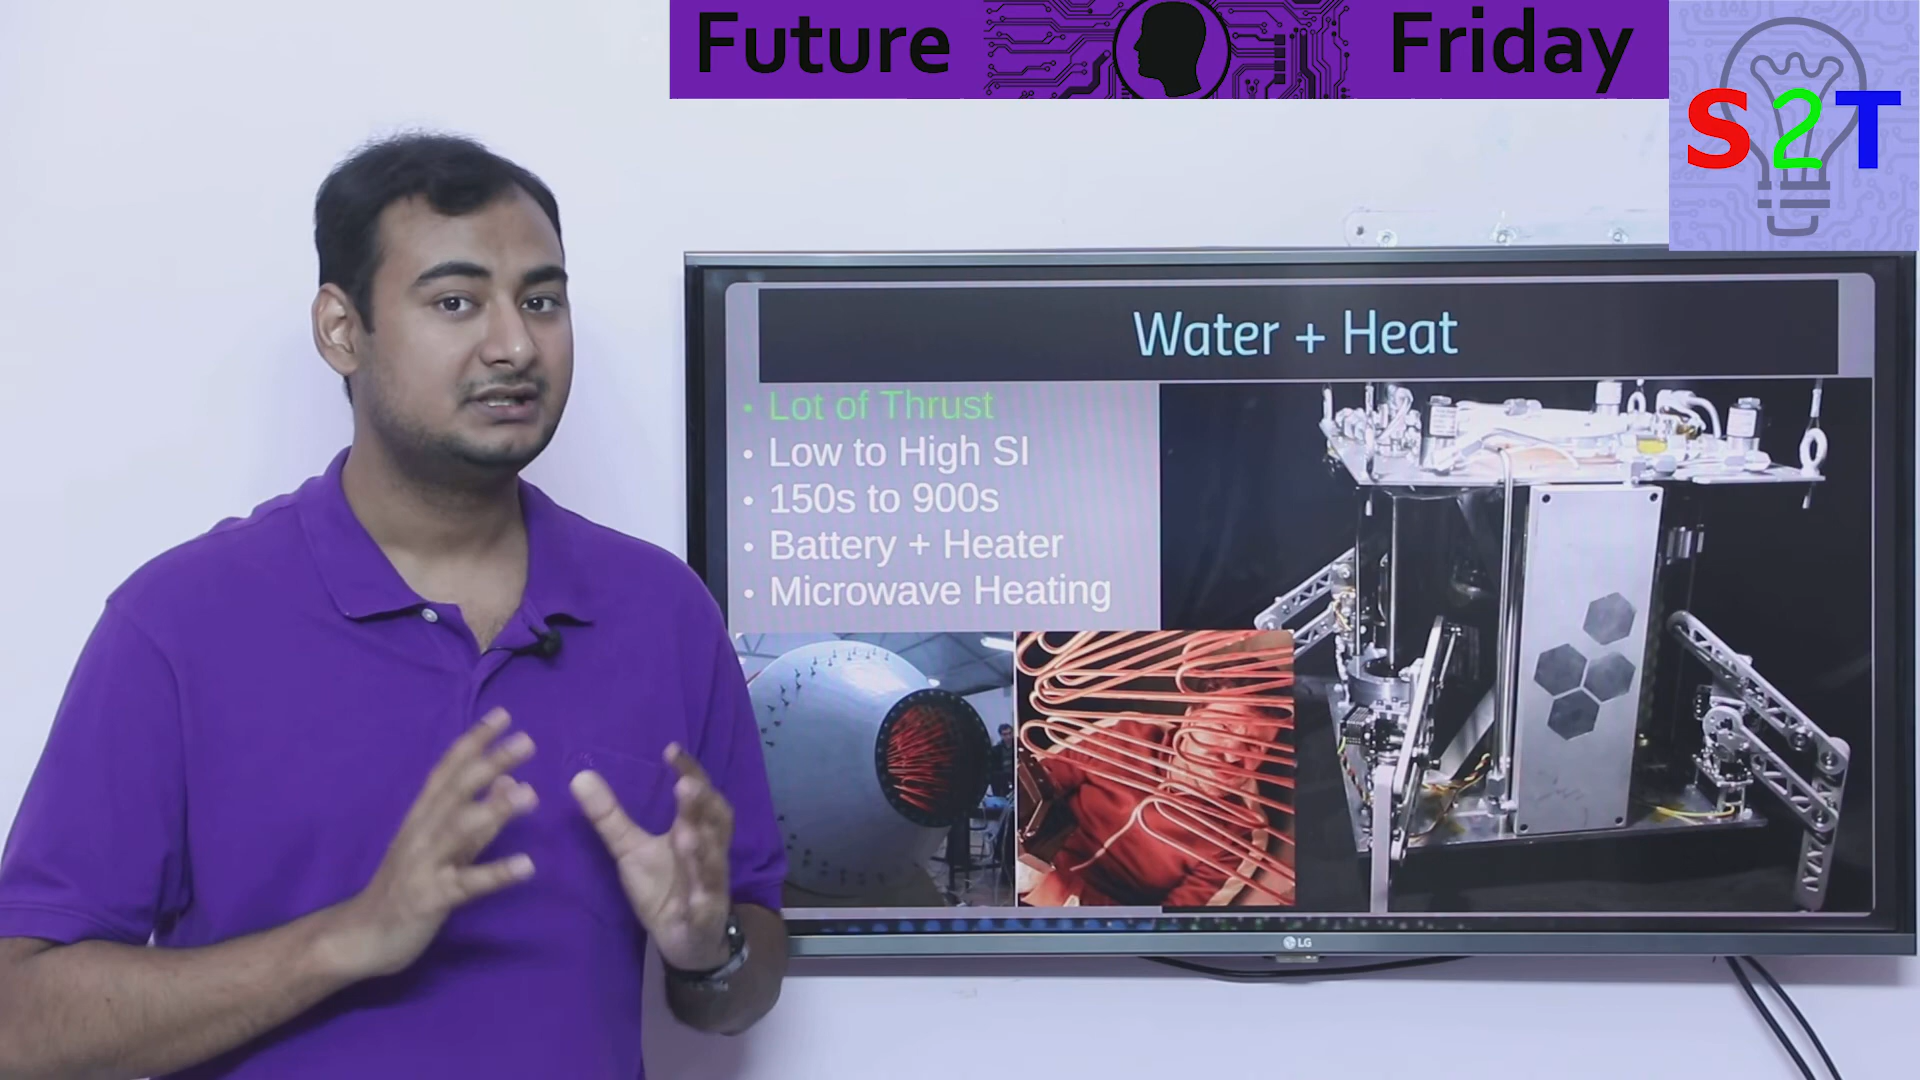 Future Friday
S2T
Water + Heat
• Lot of Thrust
• Low to High SI
• 150s to 900s
• Battery + Heater
• Microwave Heating
LG